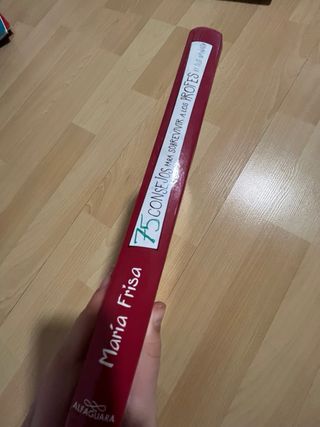 75 CONSEJOS PARA SOBREVIVIR A LOS PROFES
María Frisa
ALFAGUARA